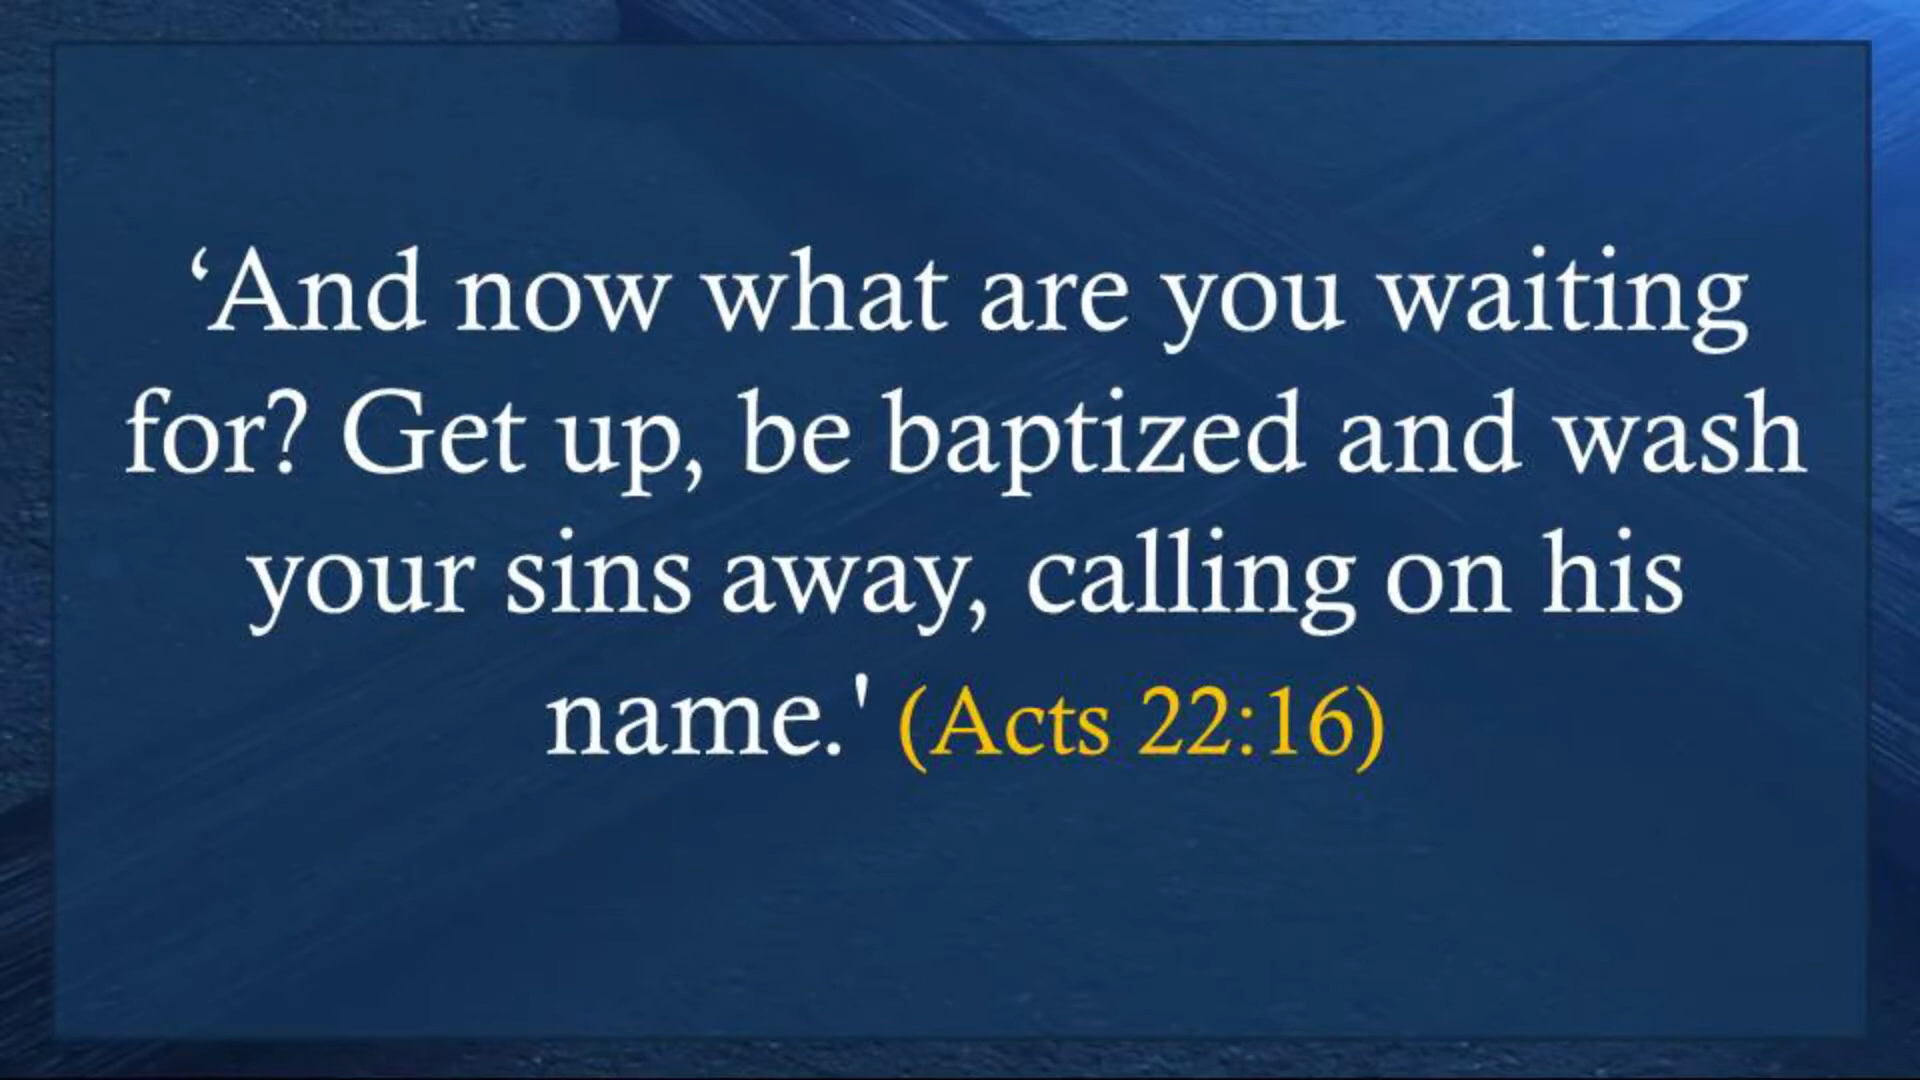 ‘And now what are you waiting
for? Get up, be baptized and wash
your sins away, calling on his
name.' (Acts 22:16)